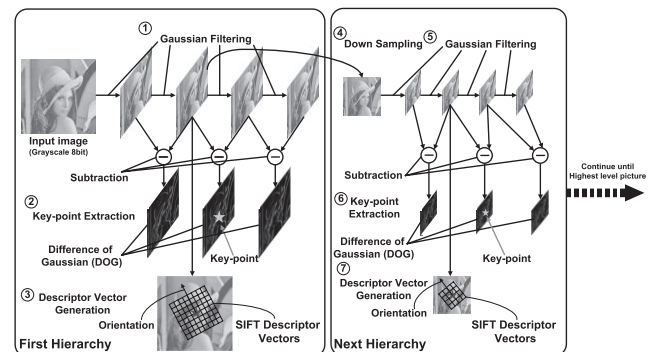 ① Gaussian Filtering
Input image
(Grayscale 8bit)
Subtraction
② Key-point Extraction
Difference of
Gaussian (DOG)
Key-point
③ Descriptor Vector
Generation
Orientation
SIFT Descriptor
Vectors
First Hierarchy
④ Down Sampling
⑤ Gaussian Filtering
Subtraction
⑥ Key-point
Extraction
Difference of
Gaussian (DOG)
Key-point
⑦
Descriptor Vector
Generation
Orientation
SIFT Descriptor
Vectors
Next Hierarchy
Continue until
Highest level picture